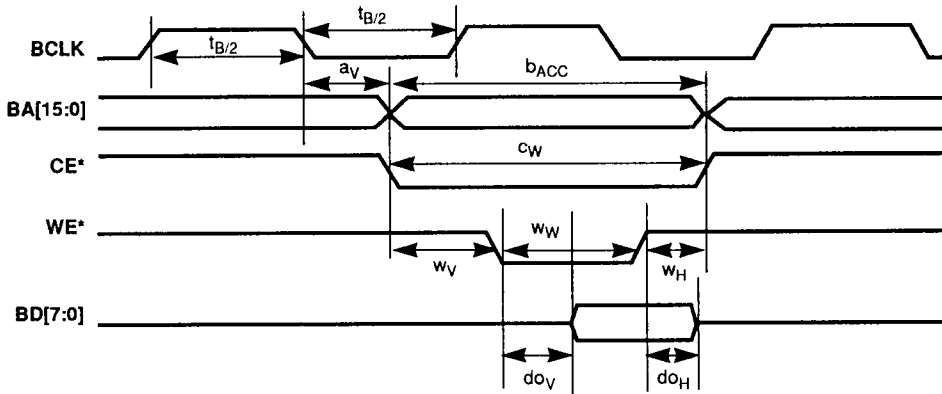 t_B/2
BCLK
t_B/2
a_V
b_ACC
BA[15:0]
CE*
c_W
WE*
w_W
w_V
w_H
BD[7:0]
do_V
do_H